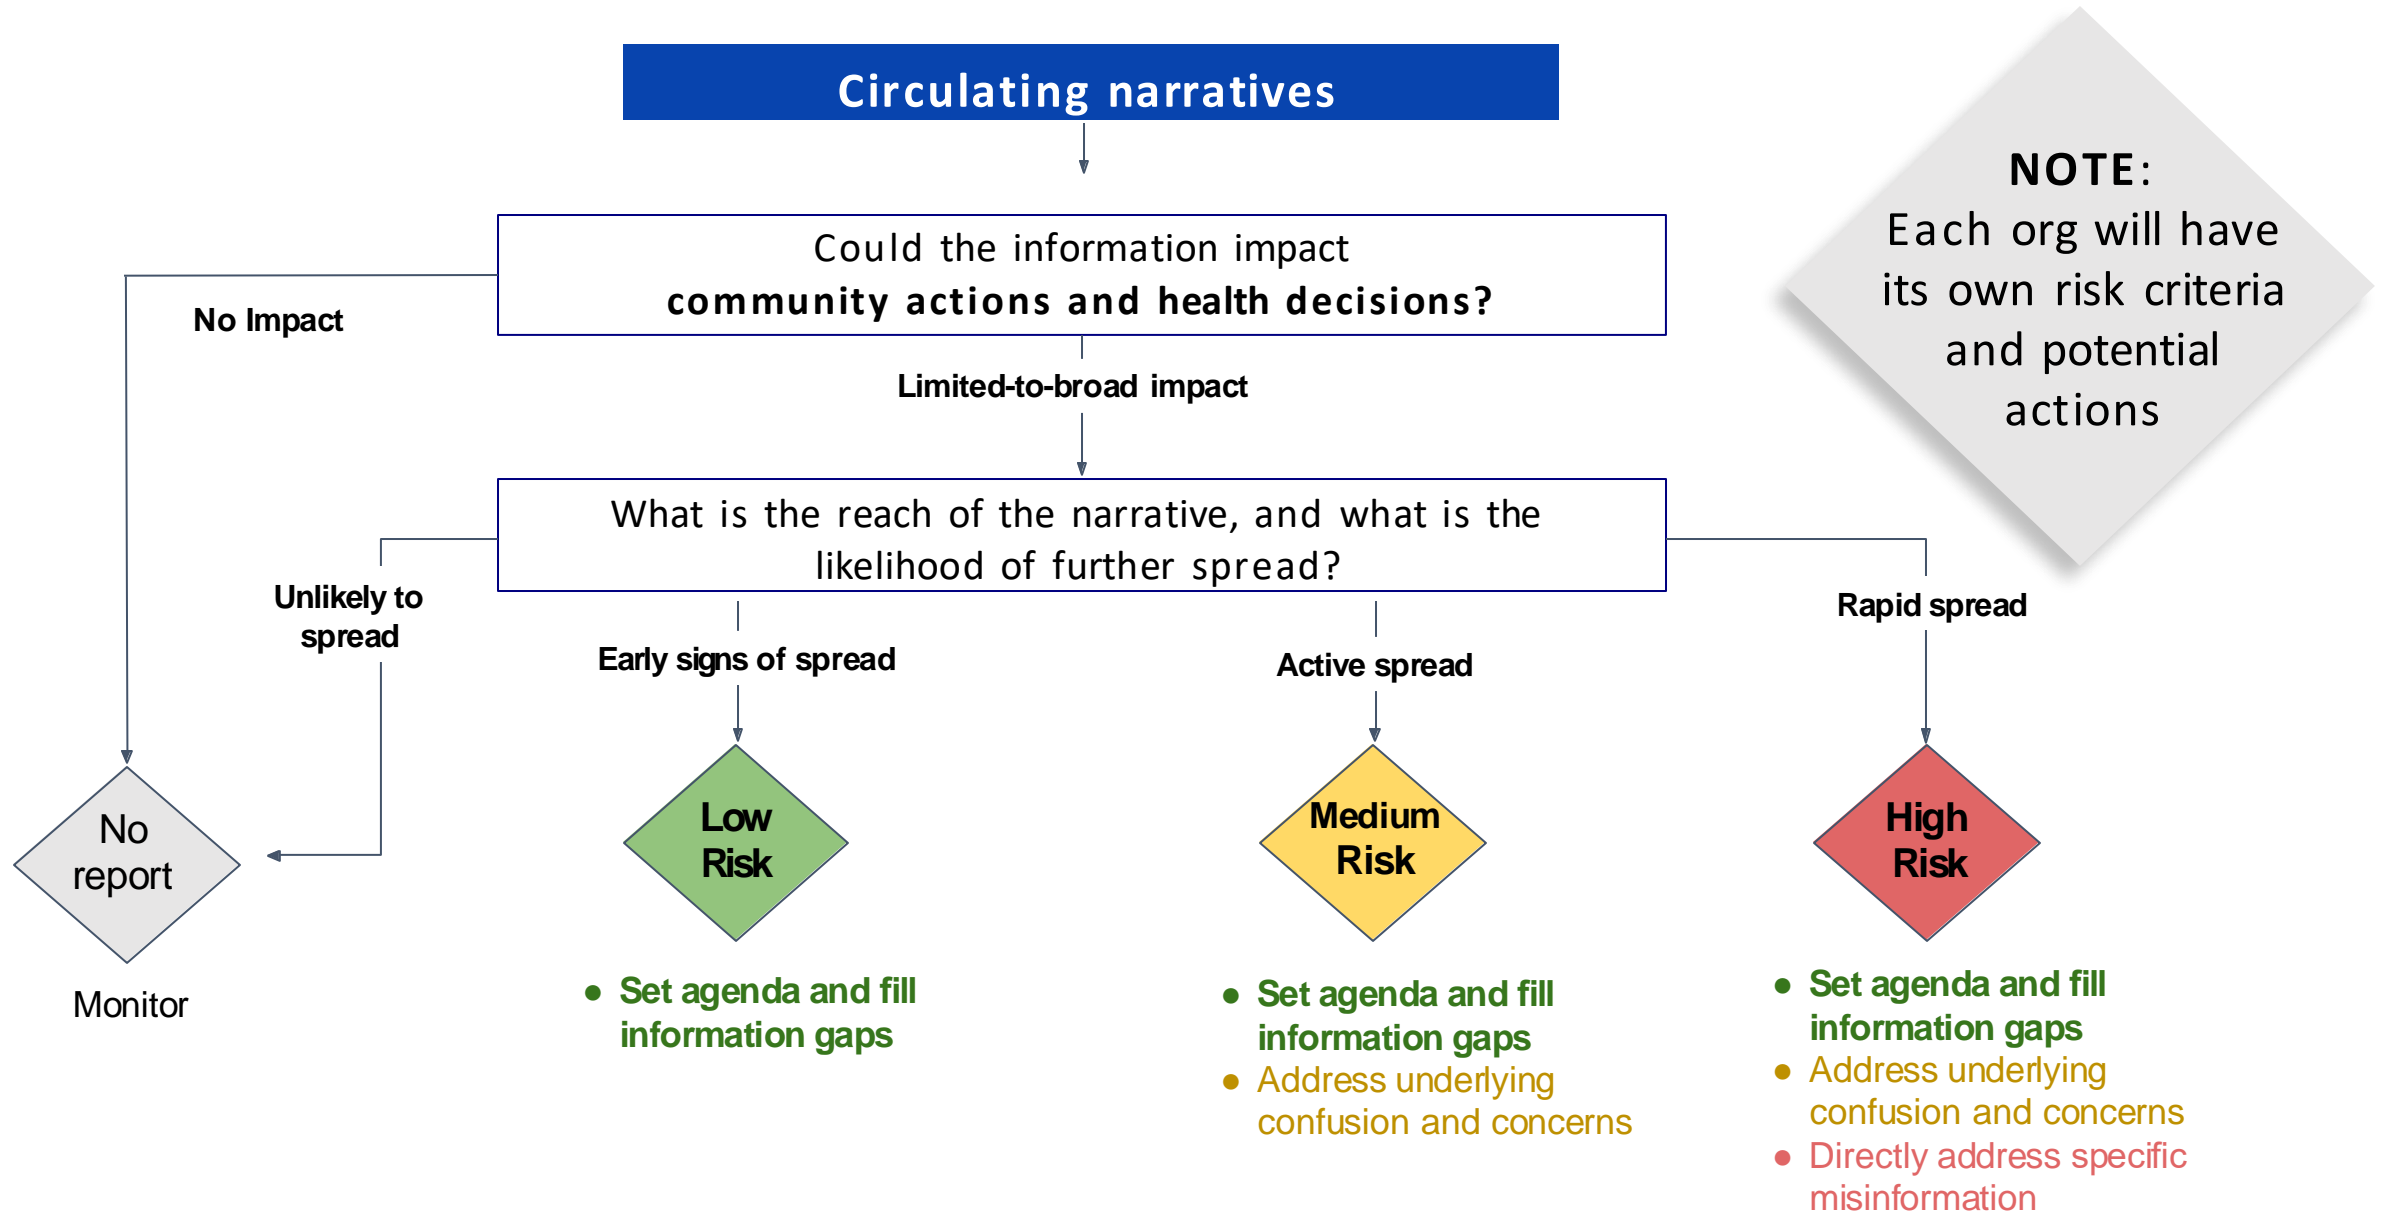 Circulating narratives
NOTE:
Each org will have
its own risk criteria
and potential
actions
Could the information impact
community actions and health decisions?
No Impact
Limited-to-broad impact
What is the reach of the narrative, and what is the
likelihood of further spread?
Unlikely to
spread
Early signs of spread
Active spread
Rapid spread
No
report
Monitor
Low
Risk
● Set agenda and fill
information gaps
Medium
Risk
● Set agenda and fill
information gaps
● Address underlying
confusion and concerns
High
Risk
● Set agenda and fill
information gaps
● Address underlying
confusion and concerns
● Directly address specific
misinformation